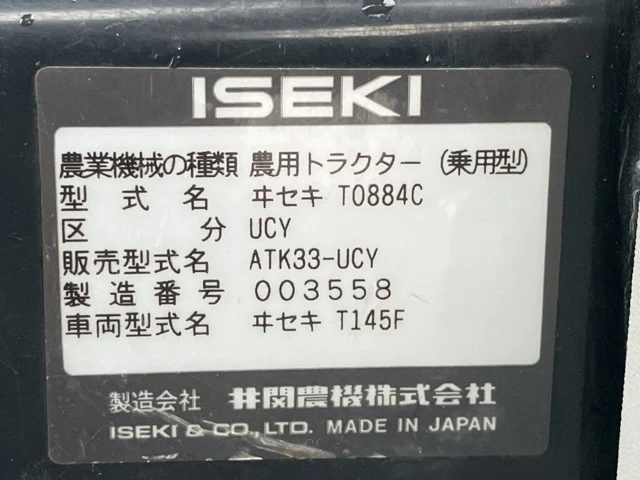 ISEKI
農業機械の種類 農用トラクター（乗用型）
型式名 ヰセキ T0884C
区分 UCY
販売型式名 ATK33-UCY
製造番号 003558
車両型式名 ヰセキ T145F
製造会社 井関農機株式会社
ISEKI & CO., LTD. MADE IN JAPAN